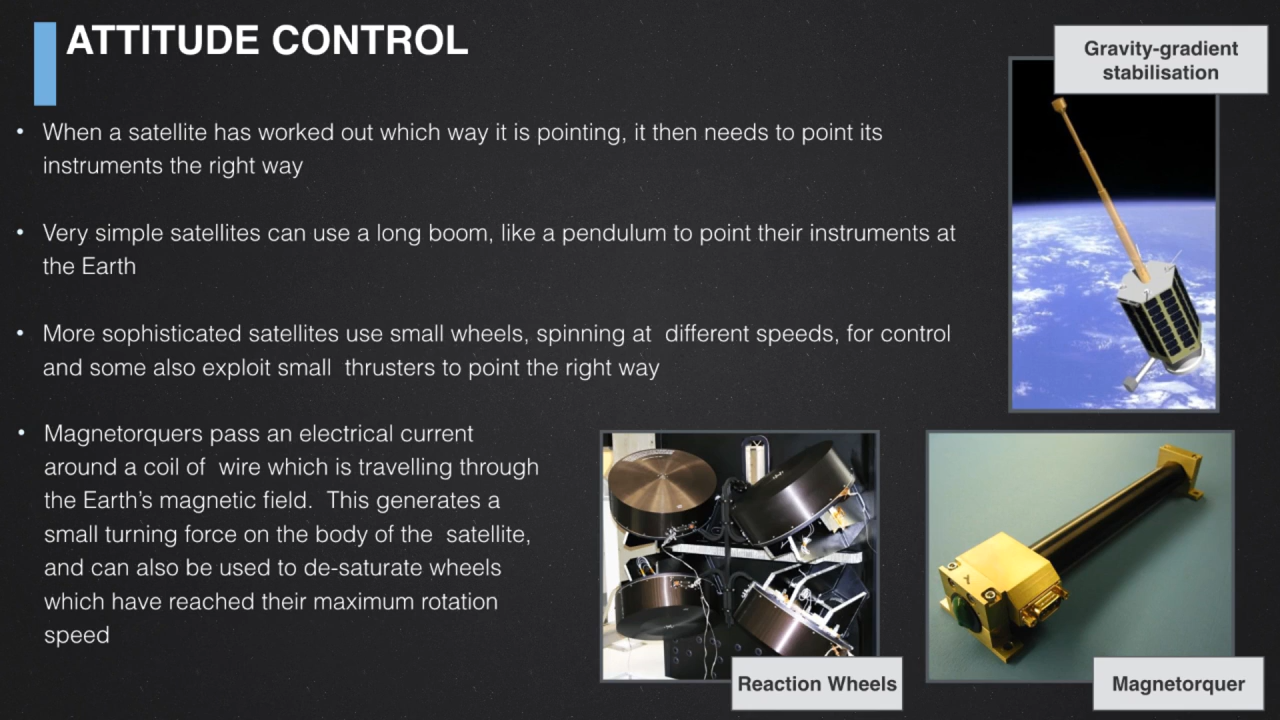 ATTITUDE CONTROL
Gravity-gradient
stabilisation
• When a satellite has worked out which way it is pointing, it then needs to point its
instruments the right way
• Very simple satellites can use a long boom, like a pendulum to point their instruments at
the Earth
• More sophisticated satellites use small wheels, spinning at  different speeds, for control
and some also exploit small  thrusters to point the right way
• Magnetorquers pass an electrical current
around a coil of  wire which is travelling through
the Earth’s magnetic field.  This generates a
small turning force on the body of the  satellite,
and can also be used to de-saturate wheels
which have reached their maximum rotation
speed
Reaction Wheels
Magnetorquer